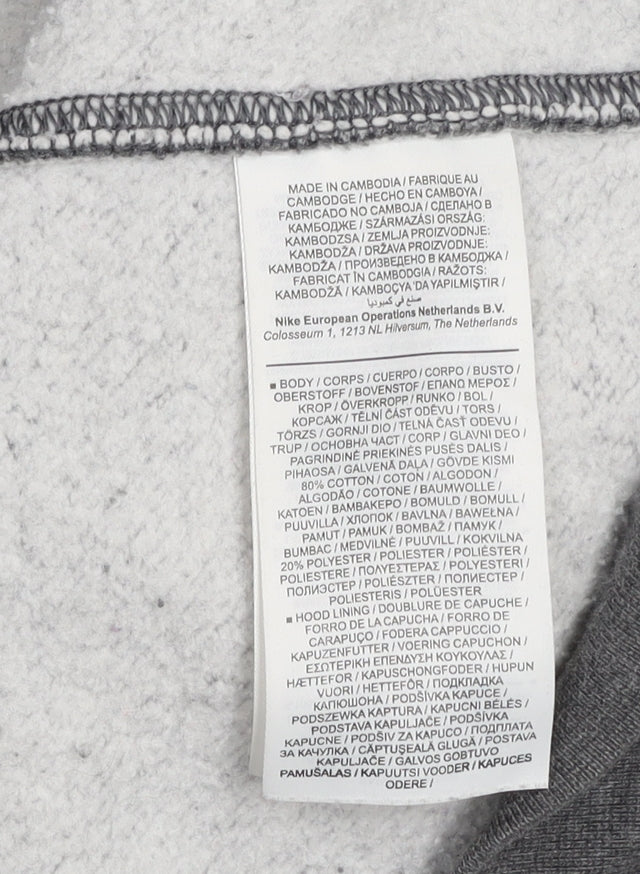 MADE IN CAMBODIA / FABRIQUE AU
CAMBODGE / HECHO EN CAMBOYA /
FABRICADO NO CAMBOJA / СДЕЛАНО В
КАМБОДЖЕ / SZÁRMAZÁSI ORSZÁG:
KAMBODZSA / ZEMLJA PROIZVODNJE:
KAMBODŽA / DRŽAVA PROIZVODNJE:
KAMBODŽA / ПРОИЗВЕДЕНО В КАМБОДЖА /
FABRICAT ÎN CAMBODGIA / RAŽOTS:
KAMBODŽĀ / KAMBOÇYA'DA YAPILMIŞTIR /
صنع في كمبوديا
Nike European Operations Netherlands B.V.
Colosseum 1, 1213 NL Hilversum, The Netherlands
■ BODY / CORPS / CUERPO / CORPO / BUSTO /
OBERSTOFF / BOVENSTOF / ΕΠΑΝΩ ΜΕΡΟΣ /
KROP / ÖVERKROPP / RUNKO / BOL /
КОРСАЖ / TĚLNÍ ČÁST ODĚVU / TORS /
TÖRZS / GORNJI DIO / TELNÁ ČASŤ ODEVU /
TRUP / ОСНОВНА ЧАСТ / CORP / GLAVNI DEO /
PAGRINDINĖ PRIEKINĖS PUSĖS DALIS /
PIHAOSA / GALVENĀ DAĻA / GÖVDE KISMI
80% COTTON / COTON / ALGODON /
ALGODÃO / COTONE / BAUMWOLLE /
KATOEN / ΒΑΜΒΑΚΕΡΟ / BOMULD / BOMULL /
PUUVILLA / ХЛОПОК / BAVLNA / BAWEŁNA /
PAMUT / PAMUK / BOMBAŽ / ПАМУК /
BUMBAC / MEDVILNĖ / PUUVILL / KOKVILNA
20% POLYESTER / POLIESTER / POLIÉSTER /
POLIESTERE / ΠΟΛΥΕΣΤΕΡΑΣ / POLYESTERI /
ПОЛИЭСТЕР / POLIÉSZTER / ПОЛИЕСТЕР /
POLIESTERIS / POLÜESTER
■ HOOD LINING / DOUBLURE DE CAPUCHE /
FORRO DE LA CAPUCHA / FORRO DE
CARAPUÇO / FODERA CAPPUCCIO /
KAPUZENFUTTER / VOERING CAPUCHON /
ΕΣΩΤΕΡΙΚΗ ΕΠΕΝΔΥΣΗ ΚΟΥΚΟΥΛΑΣ /
HÆTTEFOR / KAPUSCHONGFODER / HUPUN
VUORI / HETTEFÔR / ПОДКЛАДКА
КАПЮШОНА / PODŠÍVKA KAPUCE /
PODSZEWKA KAPTURA / KAPUCNI BÉLÉS /
PODSTAVA KAPULJAČE / PODŠÍVKA
KAPUCNE / PODŠIV ZA KAPUCO / ПОДПЛАТА
ЗА КАЧУЛКА / CĂPTUŞEALĂ GLUGĂ / POSTAVA
KAPULJAČE / GALVOS GOBTUVO
PAMUŠALAS / KAPUUTSI VOODER / KAPUCES
ODERE /